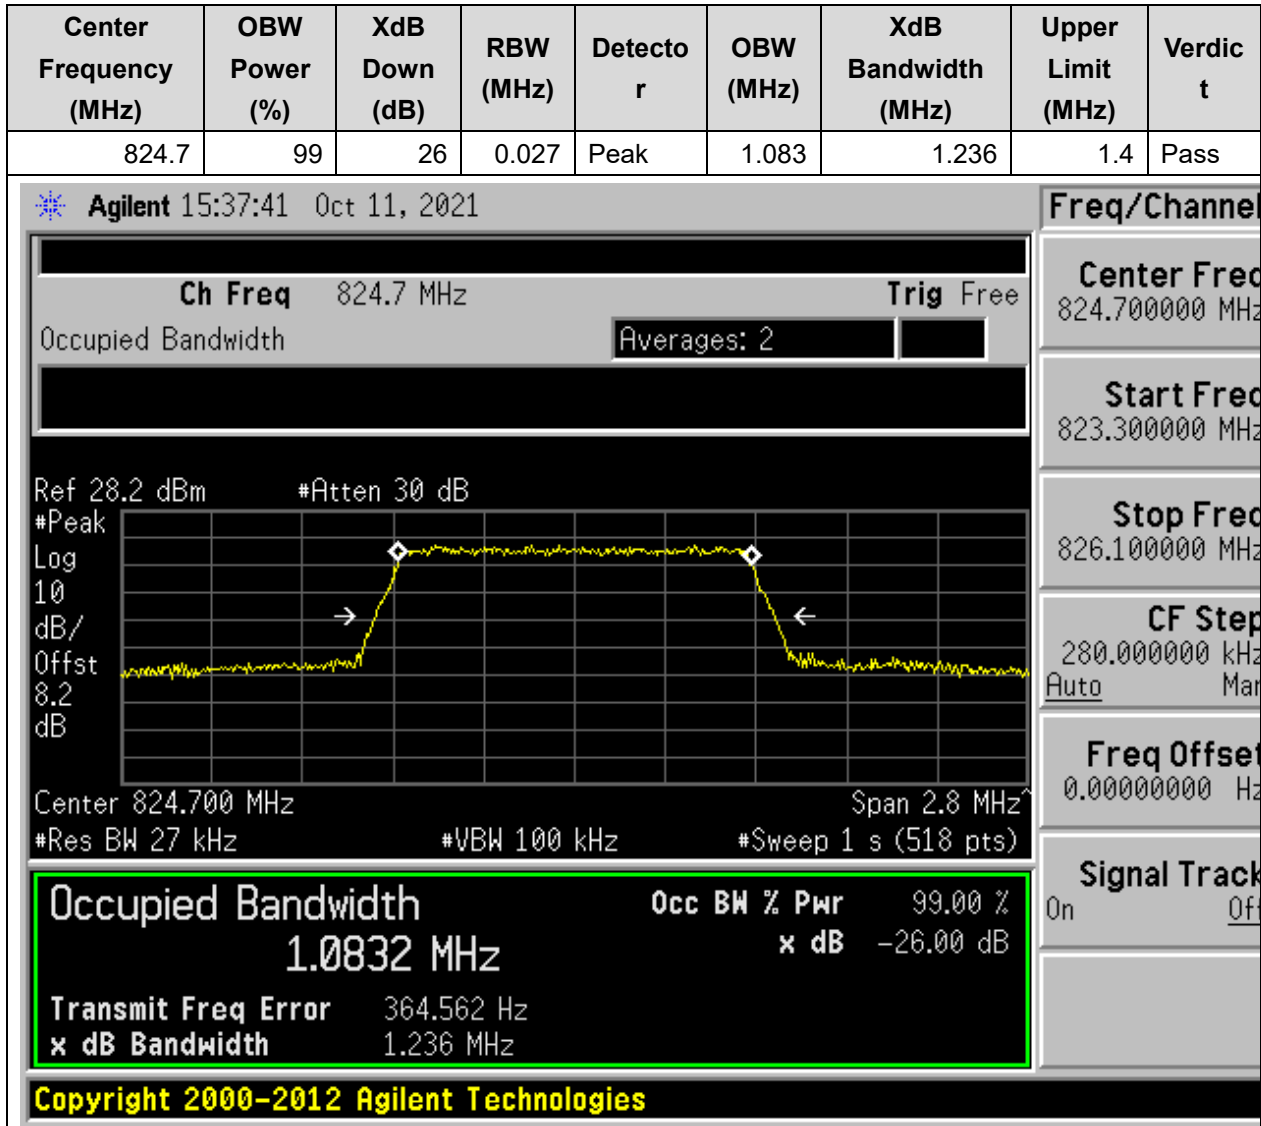 Center Frequency (MHz) OBW Power (%) XdB Down (dB) RBW (MHz) Detecto r OBW (MHz) XdB Bandwidth (MHz) Upper Limit (MHz) Verdic t
824.7 99 26 0.027 Peak 1.083 1.236 1.4 Pass
Agilent 15:37:41 Oct 11, 2021
Freq/Channel
Ch Freq 824.7 MHz Trig Free
Occupied Bandwidth Averages: 2
Center Freq
824.700000 MHz
Start Freq
823.300000 MHz
Stop Freq
826.100000 MHz
CF Step
280.000000 kHz
Auto Man
Freq Offset
0.00000000 Hz
Signal Track
On Off
Ref 28.2 dBm #Atten 30 dB
#Peak
Log
10
dB/
Offst
8.2
dB
Center 824.700 MHz Span 2.8 MHz^
#Res BW 27 kHz #VBW 100 kHz #Sweep 1 s (518 pts)
Occupied Bandwidth Occ BW % Pwr 99.00 %
1.0832 MHz x dB -26.00 dB
Transmit Freq Error 364.562 Hz
x dB Bandwidth 1.236 MHz
Copyright 2000-2012 Agilent Technologies